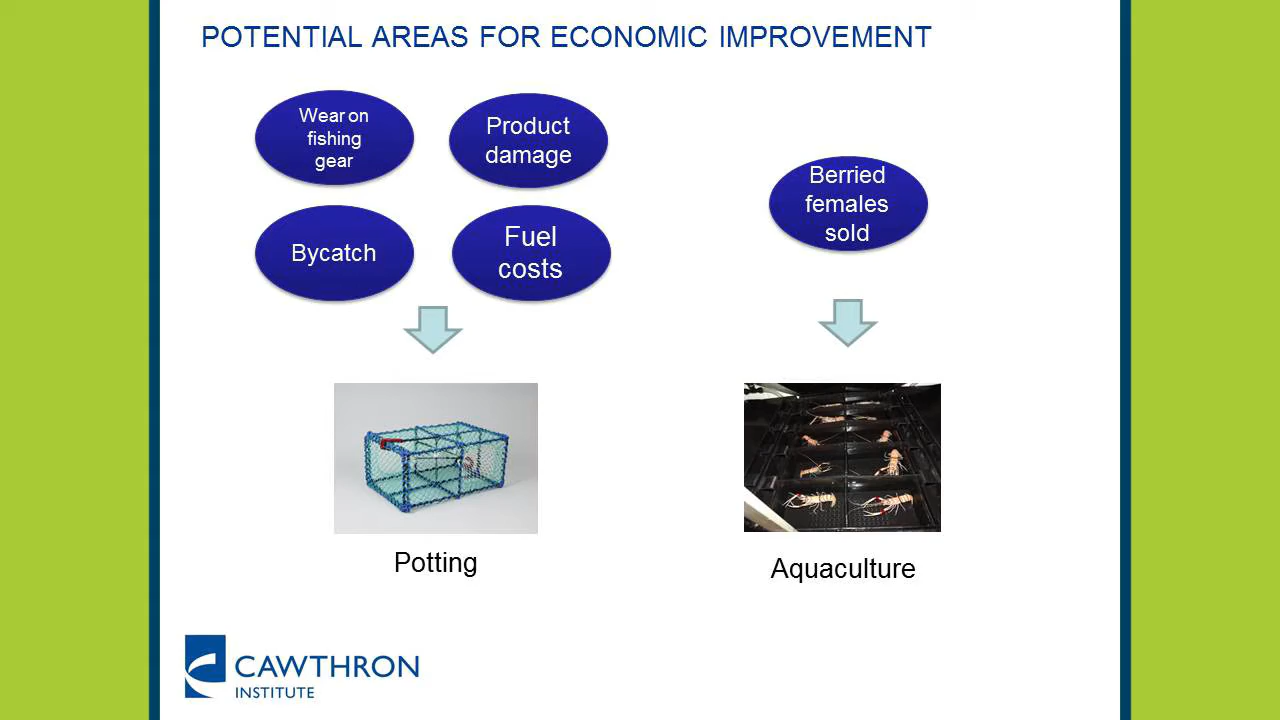 POTENTIAL AREAS FOR ECONOMIC IMPROVEMENT
Wear on
fishing
gear
Product
damage
Bycatch
Fuel
costs
Berried
females
sold
Potting
Aquaculture
CAWTHRON
INSTITUTE